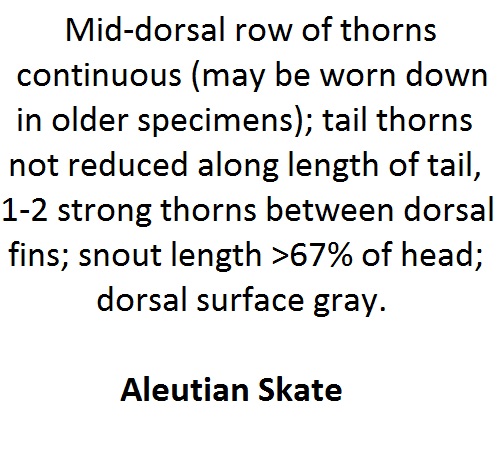 Mid-dorsal row of thorns
continuous (may be worn down
in older specimens); tail thorns
not reduced along length of tail,
1-2 strong thorns between dorsal
fins; snout length >67% of head;
dorsal surface gray.
Aleutian Skate